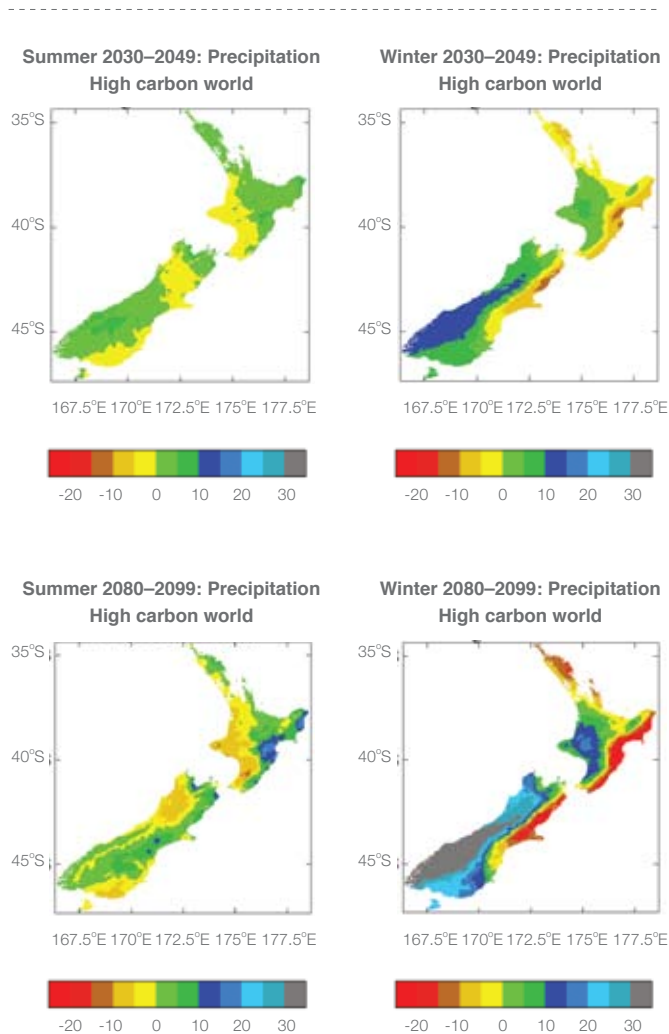 Summer 2030–2049: Precipitation
High carbon world
35°S
40°S
45°S
167.5°E 170°E 172.5°E 175°E 177.5°E
-20 -10 0 10 20 30
Winter 2030–2049: Precipitation
High carbon world
35°S
40°S
45°S
167.5°E 170°E 172.5°E 175°E 177.5°E
-20 -10 0 10 20 30
Summer 2080–2099: Precipitation
High carbon world
35°S
40°S
45°S
167.5°E 170°E 172.5°E 175°E 177.5°E
-20 -10 0 10 20 30
Winter 2080–2099: Precipitation
High carbon world
35°S
40°S
45°S
167.5°E 170°E 172.5°E 175°E 177.5°E
-20 -10 0 10 20 30